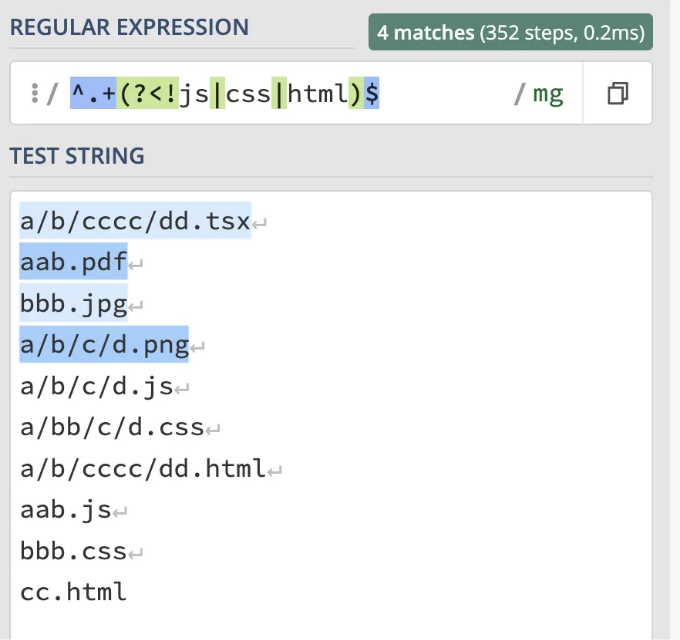 REGULAR EXPRESSION
4 matches (352 steps, 0.2ms)
/ ^.+(?<!js|css|html)$ / mg
TEST STRING
a/b/cccc/dd.tsx↵
aab.pdf↵
bbb.jpg↵
a/b/c/d.png↵
a/b/c/d.js↵
a/bb/c/d.css↵
a/b/cccc/dd.html↵
aab.js↵
bbb.css↵
cc.html